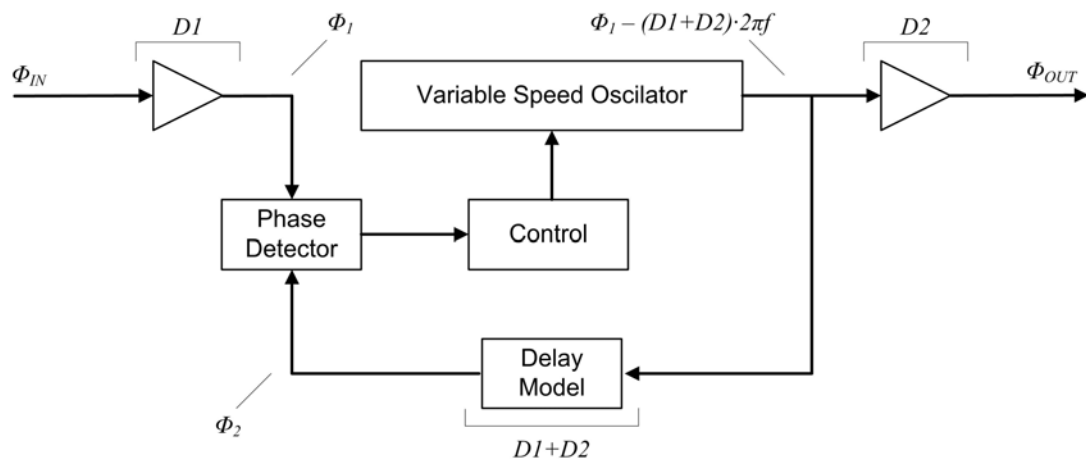 D1
Φ1
Φ1 – (D1+D2)·2πf
D2
ΦIN
Variable Speed Oscilator
ΦOUT
Phase
Detector
Control
Delay
Model
Φ2
D1+D2